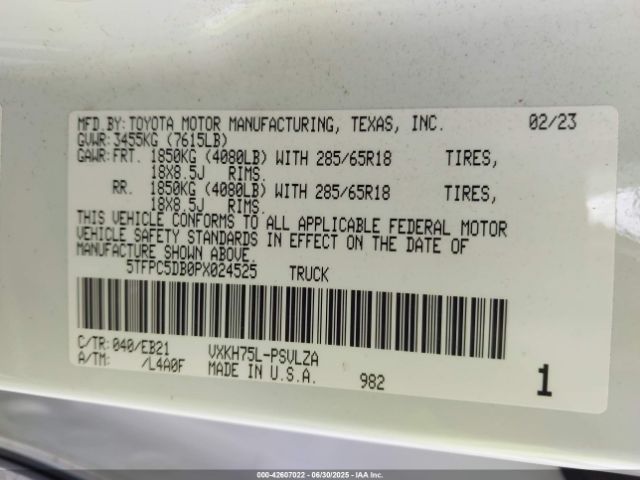 MFD.BY: TOYOTA MOTOR MANUFACTURING, TEXAS, INC. 02/23
GVWR:3455KG (7615LB)
GAWR:FRT. 1850KG (4080LB) WITH 285/65R18 TIRES,
18X8.5J RIMS.
RR. 1850KG (4080LB) WITH 285/65R18 TIRES,
18X8.5J RIMS.
THIS VEHICLE CONFORMS TO ALL APPLICABLE FEDERAL MOTOR
VEHICLE SAFETY STANDARDS IN EFFECT ON THE DATE OF
MANUFACTURE SHOWN ABOVE.
5TFPC5DB0PX024525 TRUCK
C/TR: 040/EB21 VXKH75L-PSVLZA
A/TM: /L4A0F MADE IN U.S.A. 982 1
000-42607022 - 06/30/2025 - IAAI.COM